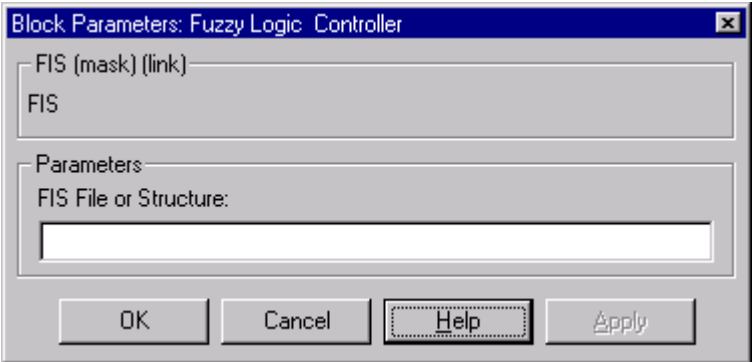 Block Parameters: Fuzzy Logic  Controller
FIS (mask) (link)
FIS
Parameters
FIS File or Structure:
OK Cancel Help Apply